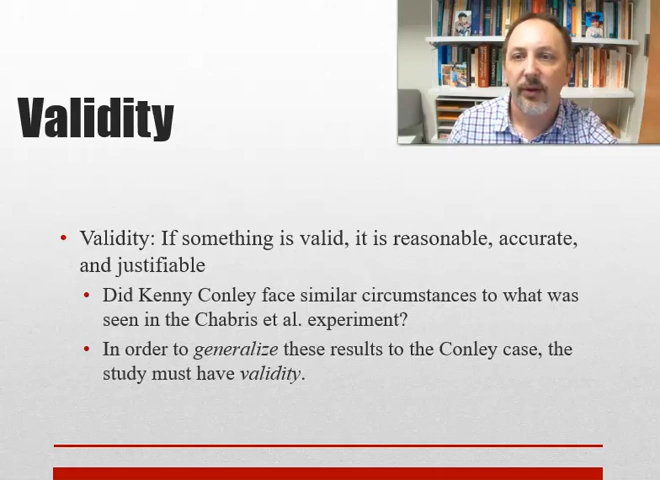 Validity
• Validity: If something is valid, it is reasonable, accurate,
and justifiable
• Did Kenny Conley face similar circumstances to what was
seen in the Chabris et al. experiment?
• In order to generalize these results to the Conley case, the
study must have validity.